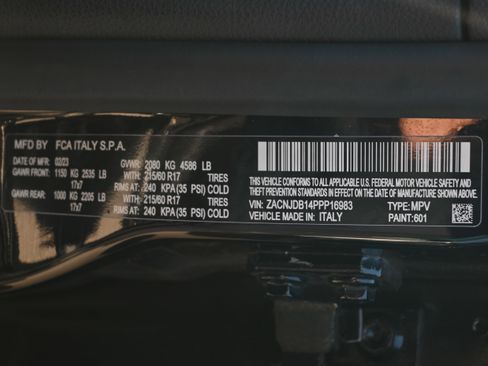 MFD BY FCA ITALY S.P.A.
DATE OF MFR: 02/23 GVWR: 2080 KG 4586 LB
GAWR FRONT: 1150 KG 2535 LB WITH: 215/60 R17 TIRES
17x7 RIMS AT: 240 KPA(35 PSI) COLD
GAWR REAR: 1000 KG 2205 LB WITH: 215/60 R17 TIRES
17x7 RIMS AT: 240 KPA(35 PSI) COLD
THIS VEHICLE CONFORMS TO ALL APPLICABLE U.S. FEDERAL MOTOR VEHICLE SAFETY AND
THEFT PREVENTION STANDARDS IN EFFECT ON THE DATE OF MANUFACTURE SHOWN ABOVE.
VIN: ZACNJDB14PPP16983 TYPE: MPV
VEHICLE MADE IN: ITALY PAINT: 601